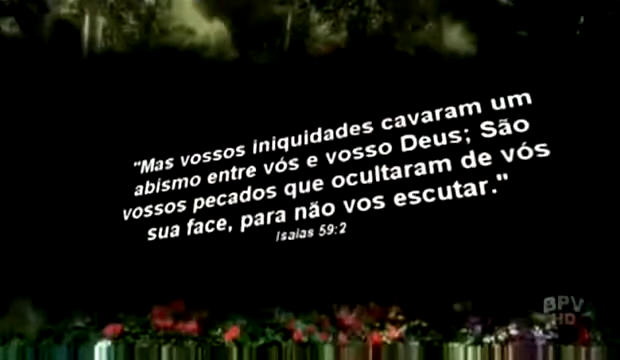 "Mas vossos iniquidades cavaram um
abismo entre vós e vosso Deus; São
vossos pecados que ocultaram de vós
sua face, para não vos escutar."
Isaías 59:2
BPV
HD